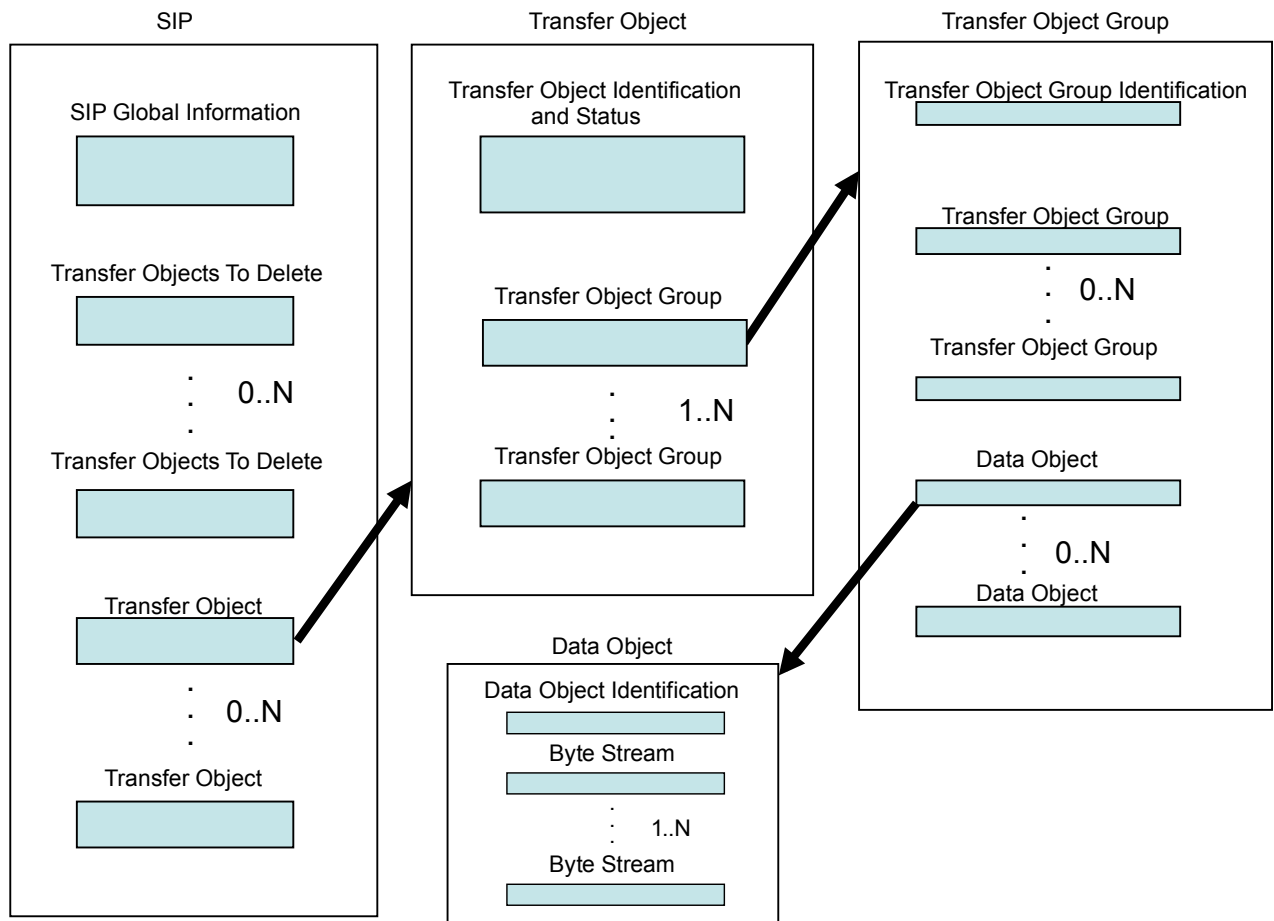 SIP
SIP Global Information
Transfer Objects To Delete
0..N
Transfer Objects To Delete
Transfer Object
0..N
Transfer Object
Transfer Object
Transfer Object Identification
and Status
Transfer Object Group
1..N
Transfer Object Group
Transfer Object Group
Transfer Object Group Identification
Transfer Object Group
0..N
Transfer Object Group
Data Object
0..N
Data Object
Data Object
Data Object Identification
Byte Stream
1..N
Byte Stream